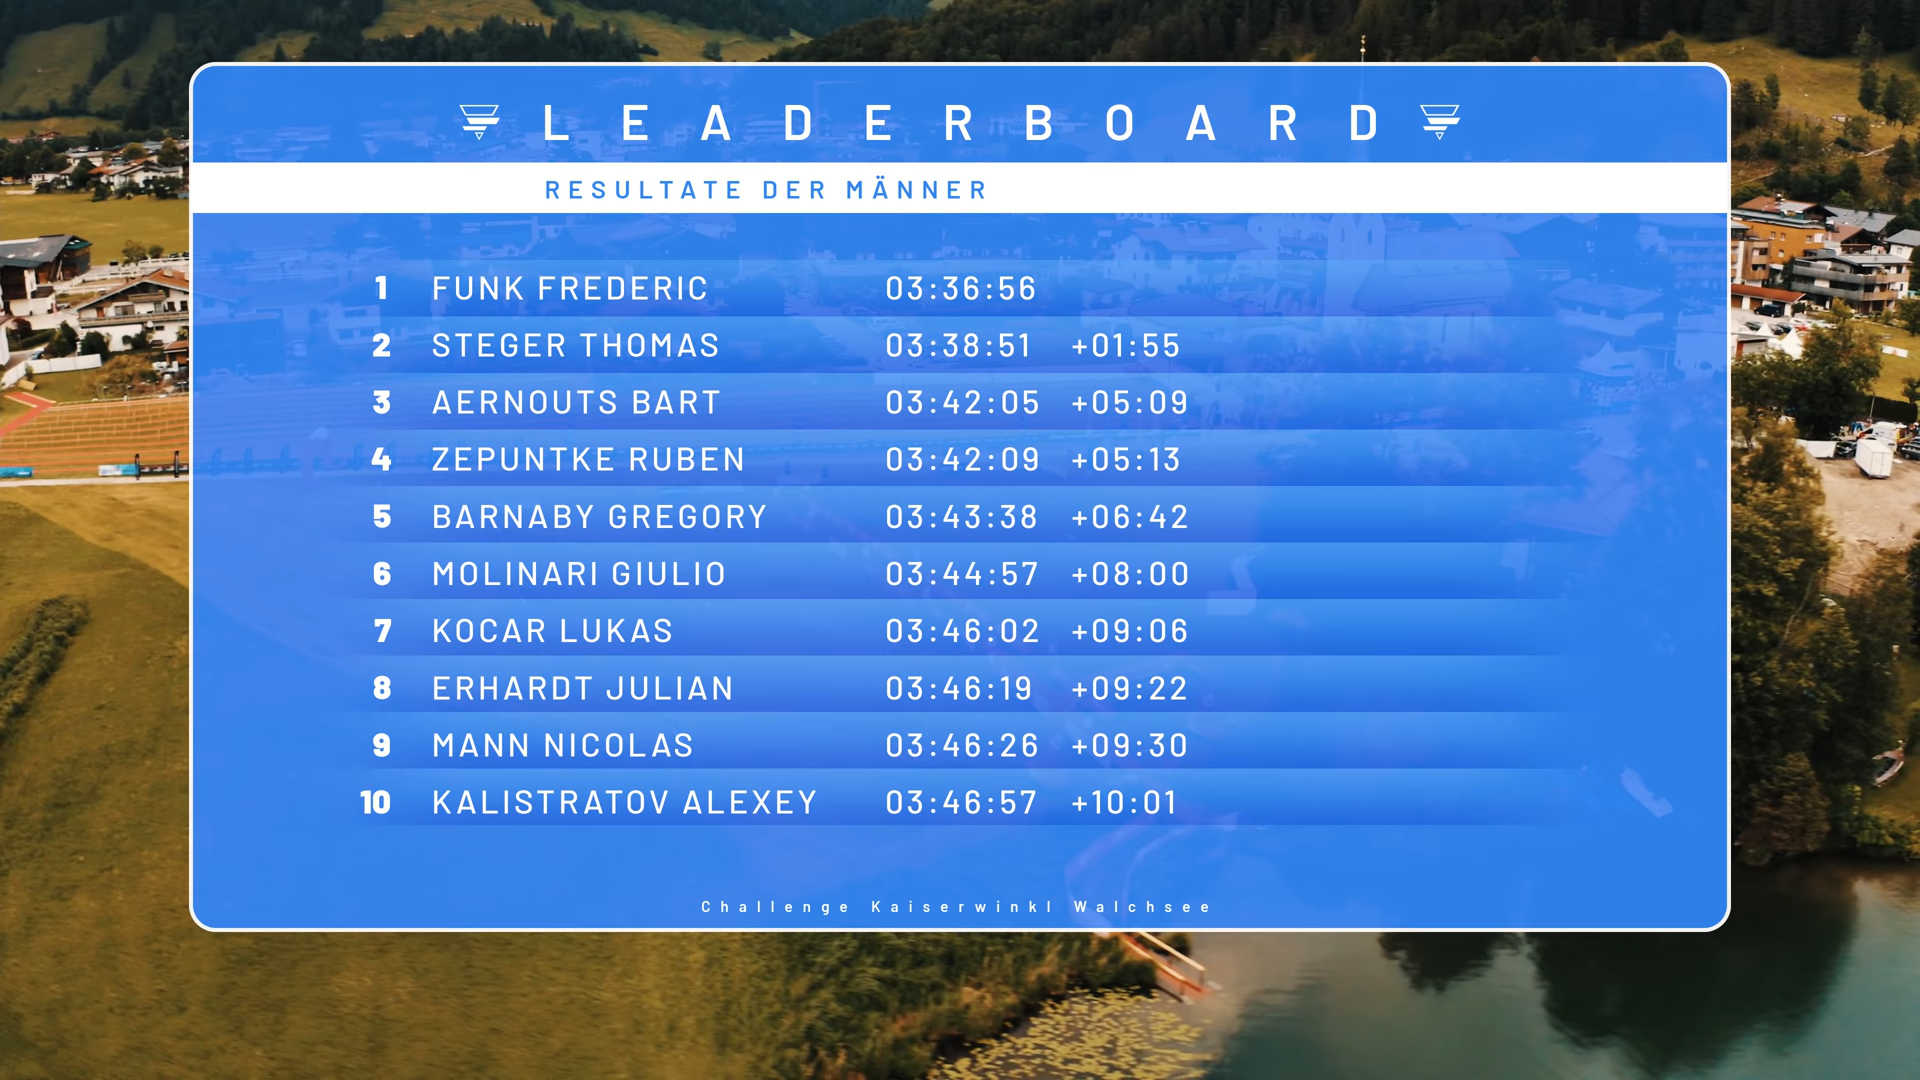 LEADERBOARD
RESULTATE DER MÄNNER
1 FUNK FREDERIC 03:36:56
2 STEGER THOMAS 03:38:51 +01:55
3 AERNOUTS BART 03:42:05 +05:09
4 ZEPUNTKE RUBEN 03:42:09 +05:13
5 BARNABY GREGORY 03:43:38 +06:42
6 MOLINARI GIULIO 03:44:57 +08:00
7 KOCAR LUKAS 03:46:02 +09:06
8 ERHARDT JULIAN 03:46:19 +09:22
9 MANN NICOLAS 03:46:26 +09:30
10 KALISTRATOV ALEXEY 03:46:57 +10:01
Challenge Kaiserwinkl Walchsee